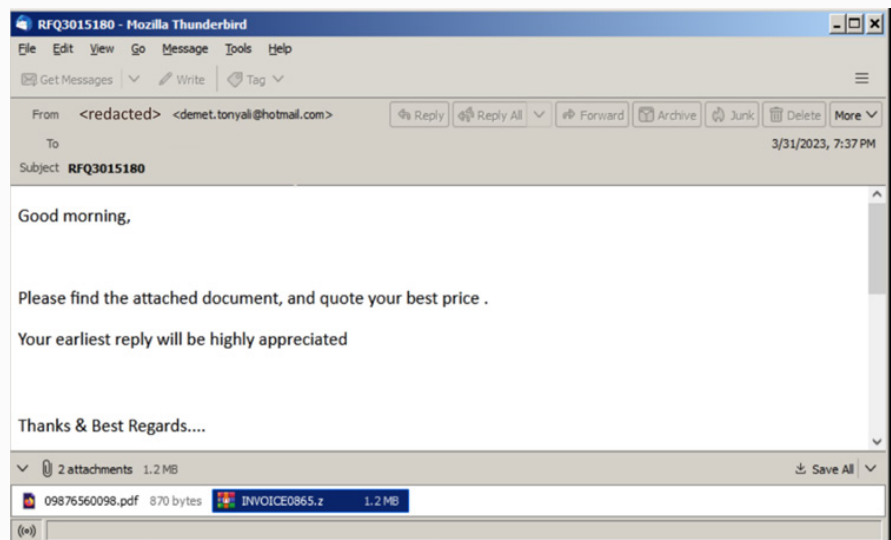 RFQ3015180 - Mozilla Thunderbird
File Edit View Go Message Tools Help
Get Messages Write Tag
From <redacted> <demet.tonyali@hotmail.com> Reply Reply All Forward Archive Junk Delete More
To 3/31/2023, 7:37 PM
Subject RFQ3015180
Good morning,
Please find the attached document, and quote your best price .
Your earliest reply will be highly appreciated
Thanks & Best Regards....
2 attachments 1.2 MB Save All
09876560098.pdf 870 bytes INVOICE0865.z 1.2 MB